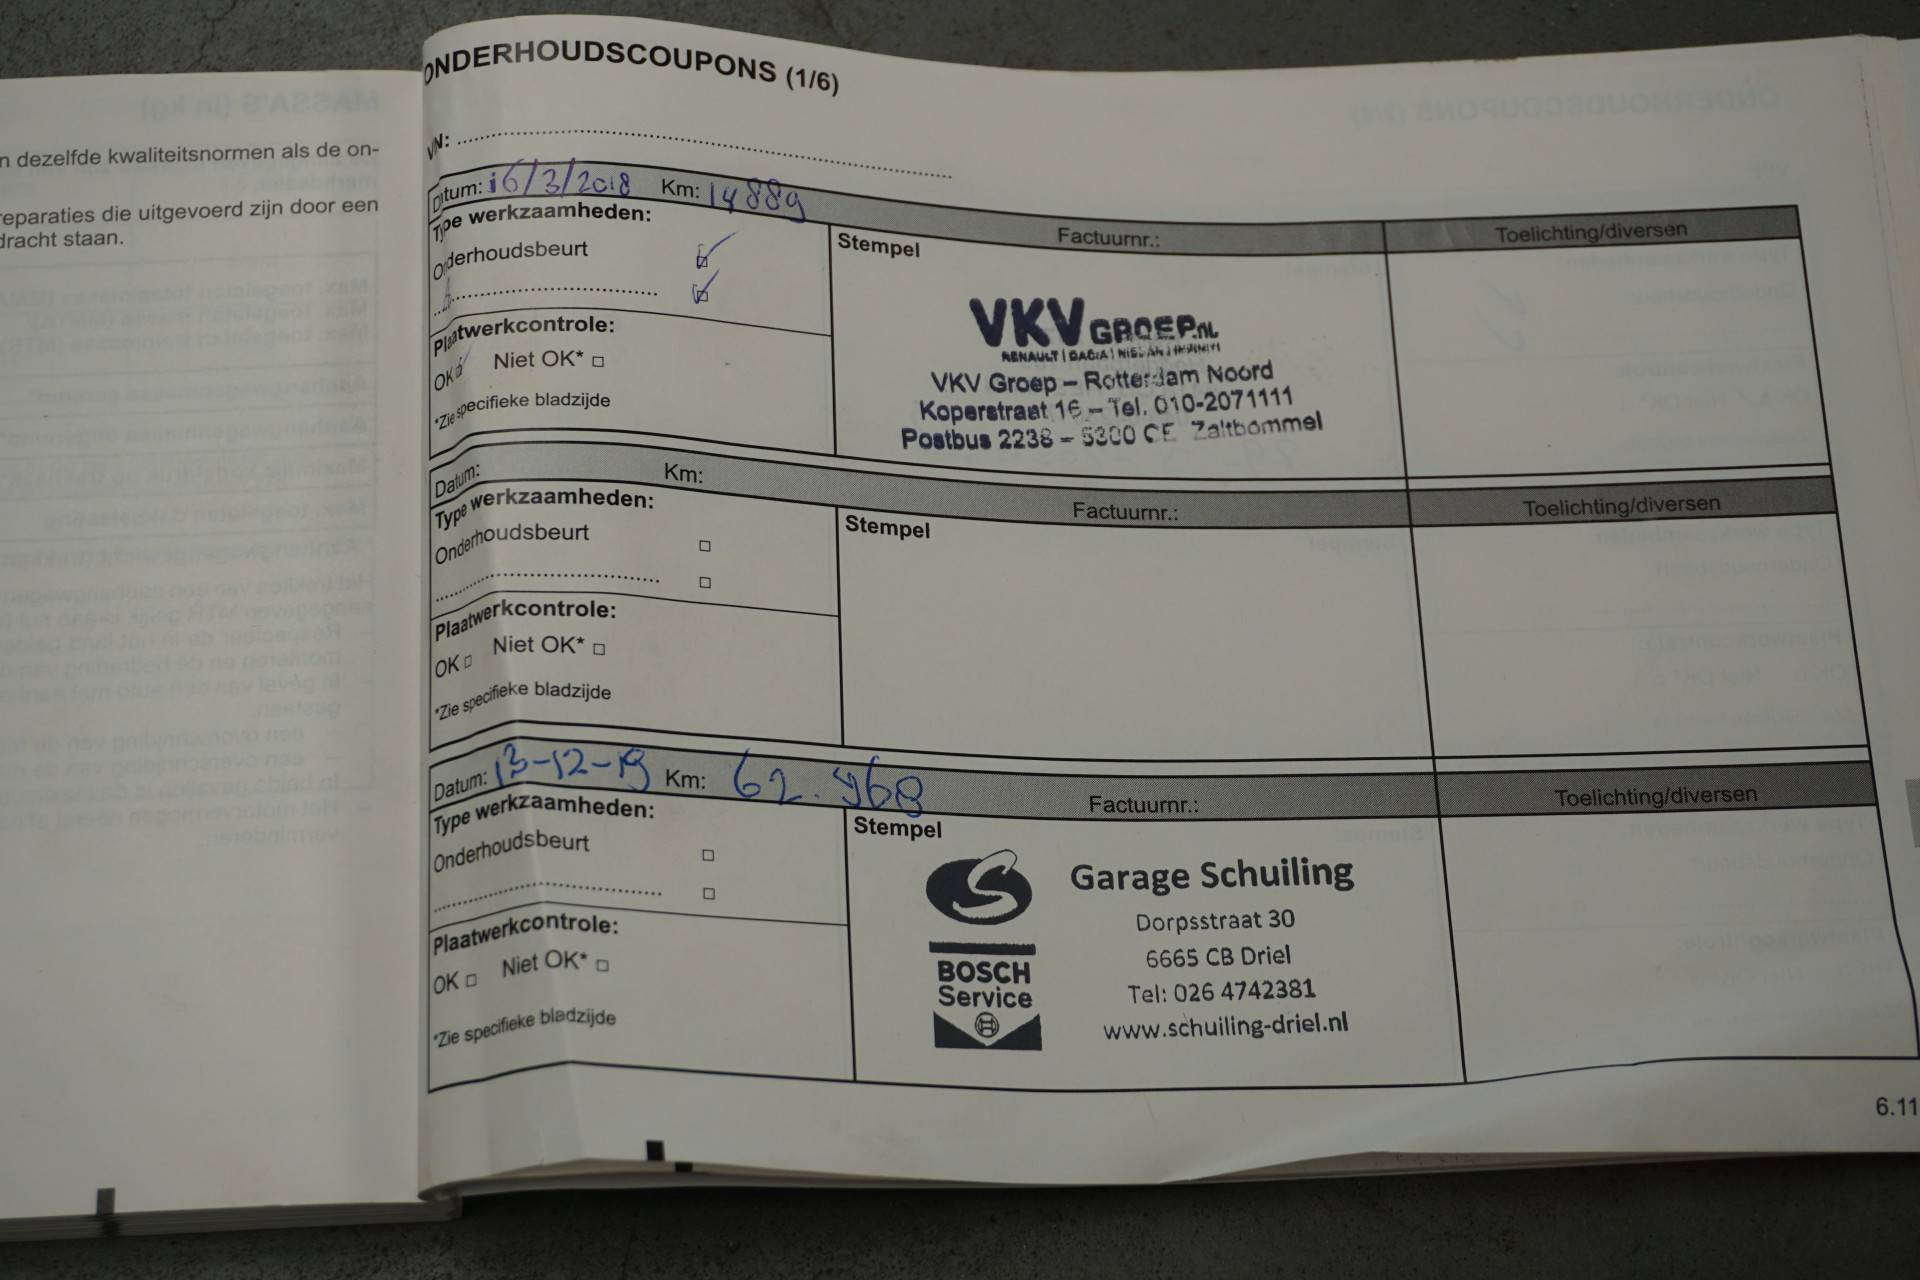 n dezelfde kwaliteitsnormen als de on-
reparaties die uitgevoerd zijn door een
dracht staan.
ONDERHOUDSCOUPONS (1/6)
VIN:
Datum: 16/3/2018 Km: 14889
Factuurnr.:
Toelichting/diversen
Type werkzaamheden:
Onderhoudsbeurt
Plaatwerkcontrole:
OK Niet OK*
*Zie specifieke bladzijde
Stempel
VKV GROEP.NL
RENAULT | DACIA | NISSAN | INFINITI
VKV Groep – Rotterdam Noord
Koperstraat 16 – Tel. 010-2071111
Postbus 2238 – 5300 CE Zaltbommel
Datum: Km:
Factuurnr.:
Toelichting/diversen
Type werkzaamheden:
Onderhoudsbeurt
Plaatwerkcontrole:
OK Niet OK*
*Zie specifieke bladzijde
Stempel
Datum: 13-12-19 Km: 62.968
Factuurnr.:
Toelichting/diversen
Type werkzaamheden:
Onderhoudsbeurt
Plaatwerkcontrole:
OK Niet OK*
*Zie specifieke bladzijde
Stempel
S
BOSCH
Service
Garage Schuiling
Dorpsstraat 30
6665 CB Driel
Tel: 026 4742381
www.schuiling-driel.nl
6.11